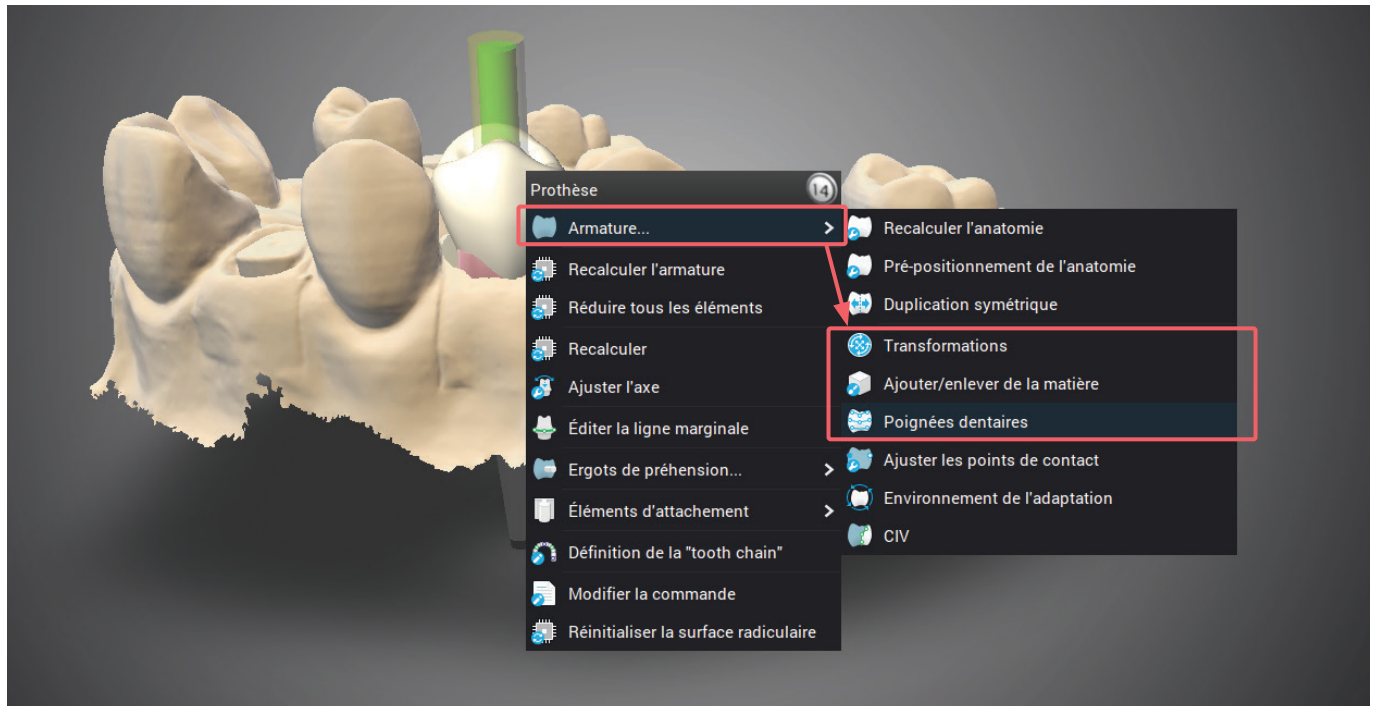 Prothèse 14
Armature...
Recalculer l'armature
Réduire tous les éléments
Recalculer
Ajuster l'axe
Éditer la ligne marginale
Ergots de préhension...
Éléments d'attachement
Définition de la "tooth chain"
Modifier la commande
Réinitialiser la surface radiculaire
Recalculer l'anatomie
Pré-positionnement de l'anatomie
Duplication symétrique
Transformations
Ajouter/enlever de la matière
Poignées dentaires
Ajuster les points de contact
Environnement de l'adaptation
CIV